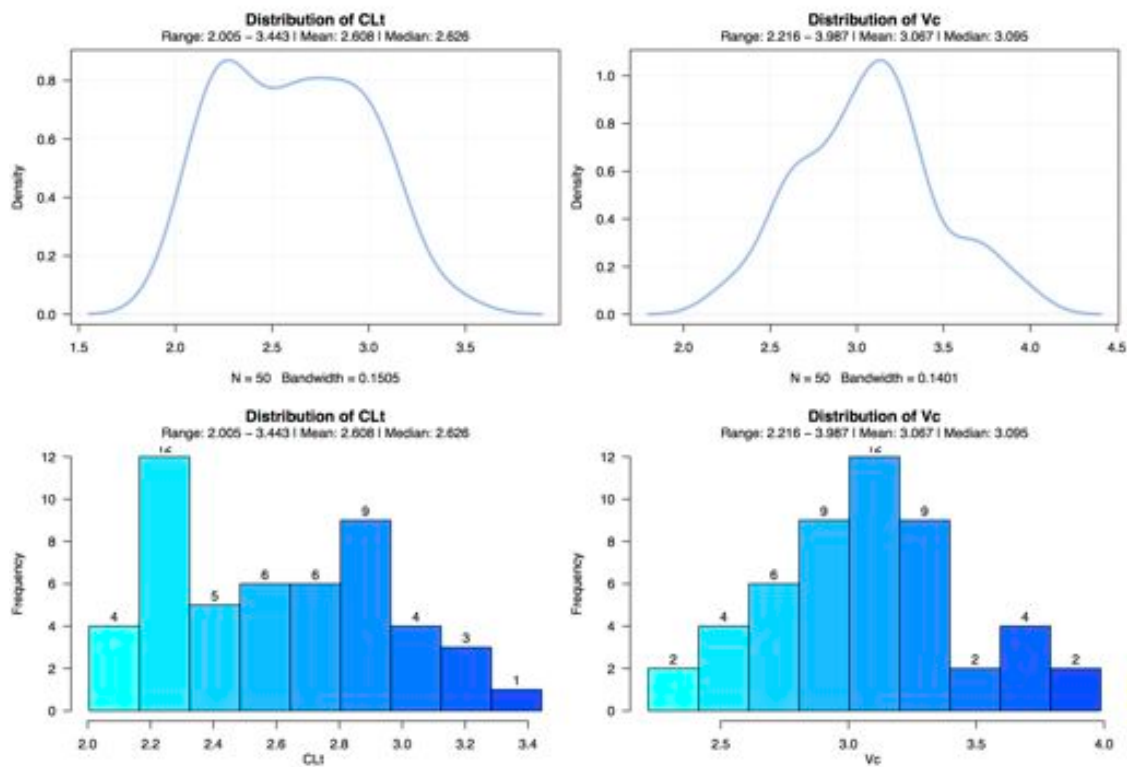 Distribution of CLt
Range: 2.005 – 3.443 | Mean: 2.608 | Median: 2.626
0.8
0.6
0.4
0.2
0.0
Density
1.5 2.0 2.5 3.0 3.5
N = 50 Bandwidth = 0.1505
Distribution of Vc
Range: 2.216 – 3.987 | Mean: 3.067 | Median: 3.095
1.0
0.8
0.6
0.4
0.2
0.0
Density
2.0 2.5 3.0 3.5 4.0 4.5
N = 50 Bandwidth = 0.1401
Distribution of CLt
Range: 2.005 – 3.443 | Mean: 2.608 | Median: 2.626
12
10
8
6
4
2
0
Frequency
4 5 6 6 9 4 3 1
2.0 2.2 2.4 2.6 2.8 3.0 3.2 3.4
CLt
Distribution of Vc
Range: 2.216 – 3.987 | Mean: 3.067 | Median: 3.095
12
10
8
6
4
2
0
Frequency
2 4 6 9 9 2 4 2
2.5 3.0 3.5 4.0
Vc